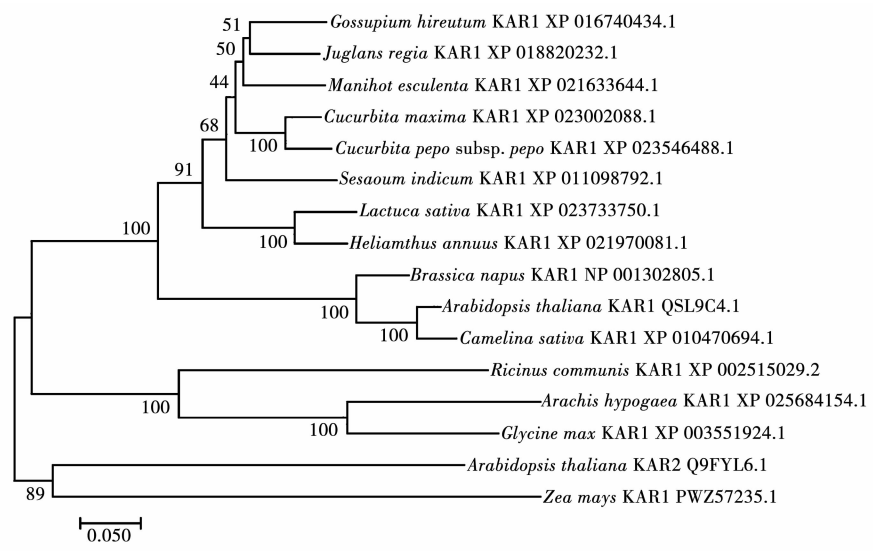 51
Gossupium hireutum KAR1 XP 016740434.1
50
Juglans regia KAR1 XP 018820232.1
44
Manihot esculenta KAR1 XP 021633644.1
68
Cucurbita maxima KAR1 XP 023002088.1
100
Cucurbita pepo subsp. pepo KAR1 XP 023546488.1
91
Sesaoum indicum KAR1 XP 011098792.1
Lactuca sativa KAR1 XP 023733750.1
100
100
Heliamthus annuus KAR1 XP 021970081.1
Brassica napus KAR1 NP 001302805.1
100
Arabidopsis thaliana KAR1 QSL9C4.1
100
Camelina sativa KAR1 XP 010470694.1
Ricinus communis KAR1 XP 002515029.2
100
Arachis hypogaea KAR1 XP 025684154.1
100
Glycine max KAR1 XP 003551924.1
Arabidopsis thaliana KAR2 Q9FYL6.1
89
Zea mays KAR1 PWZ57235.1
0.050